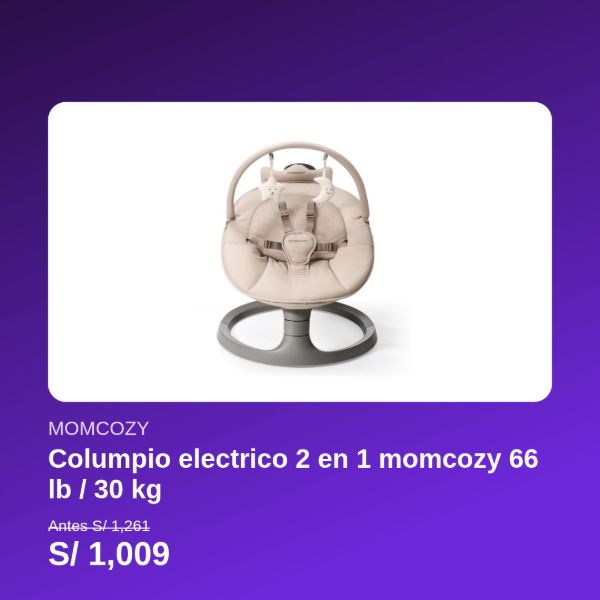 MOMCOZY
Columpio electrico 2 en 1 momcozy 66
lb / 30 kg
Antes S/ 1,261
S/ 1,009